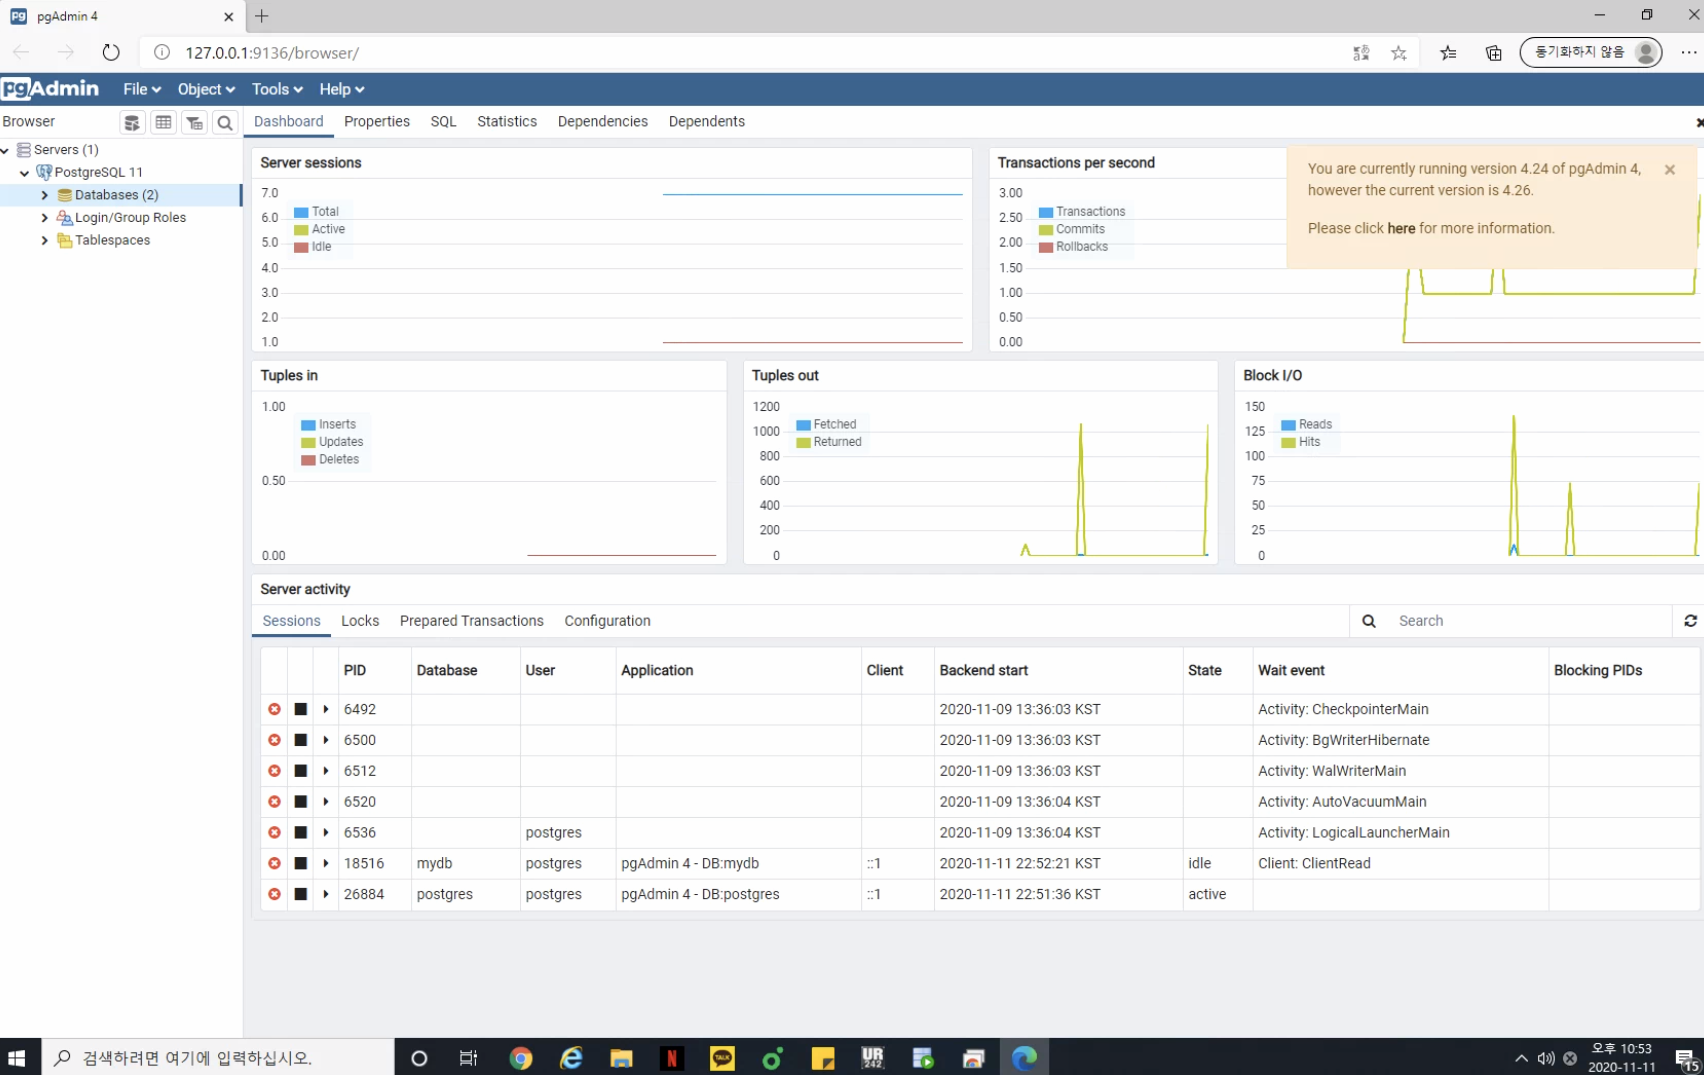 pgAdmin 4
127.0.0.1:9136/browser/
동기화하지 않음
pgAdmin File Object Tools Help
Browser
Dashboard Properties SQL Statistics Dependencies Dependents
Servers (1)
PostgreSQL 11
Databases (2)
Login/Group Roles
Tablespaces
Server sessions
7.0
6.0
5.0
4.0
3.0
2.0
1.0
Total
Active
Idle
Transactions per second
3.00
2.50
2.00
1.50
1.00
0.50
0.00
Transactions
Commits
Rollbacks
You are currently running version 4.24 of pgAdmin 4,
however the current version is 4.26.
Please click here for more information.
Tuples in
1.00
0.50
0.00
Inserts
Updates
Deletes
Tuples out
1200
1000
800
600
400
200
0
Fetched
Returned
Block I/O
150
125
100
75
50
25
0
Reads
Hits
Server activity
Sessions Locks Prepared Transactions Configuration Search
PID Database User Application Client Backend start State Wait event Blocking PIDs
6492 2020-11-09 13:36:03 KST Activity: CheckpointerMain
6500 2020-11-09 13:36:03 KST Activity: BgWriterHibernate
6512 2020-11-09 13:36:03 KST Activity: WalWriterMain
6520 2020-11-09 13:36:04 KST Activity: AutoVacuumMain
6536 postgres 2020-11-09 13:36:04 KST Activity: LogicalLauncherMain
18516 mydb postgres pgAdmin 4 - DB:mydb ::1 2020-11-11 22:52:21 KST idle Client: ClientRead
26884 postgres postgres pgAdmin 4 - DB:postgres ::1 2020-11-11 22:51:36 KST active
검색하려면 여기에 입력하십시오.
N
TALK
UR
242
오후 10:53
2020-11-11
15